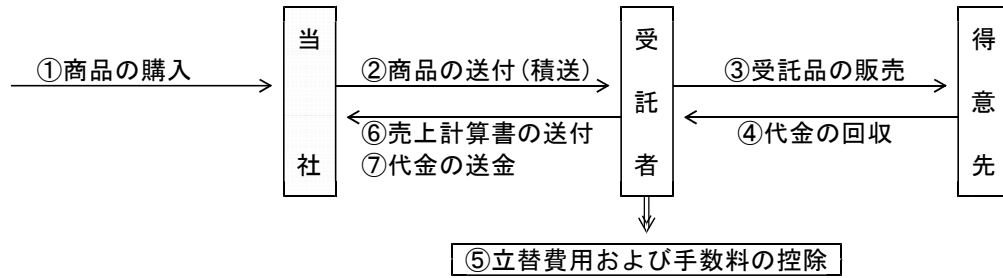 ①商品の購入
当社
②商品の送付(積送)
⑥売上計算書の送付
⑦代金の送金
受託者
③受託品の販売
④代金の回収
得意先
⑤立替費用および手数料の控除